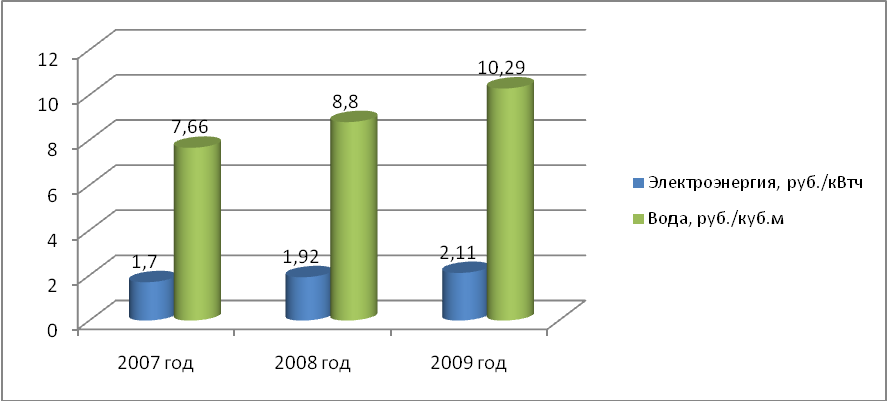 12
10
8
6
4
2
0
7,66
8,8
10,29
1,7
1,92
2,11
2007 год
2008 год
2009 год
Электроэнергия, руб./кВтч
Вода, руб./куб.м